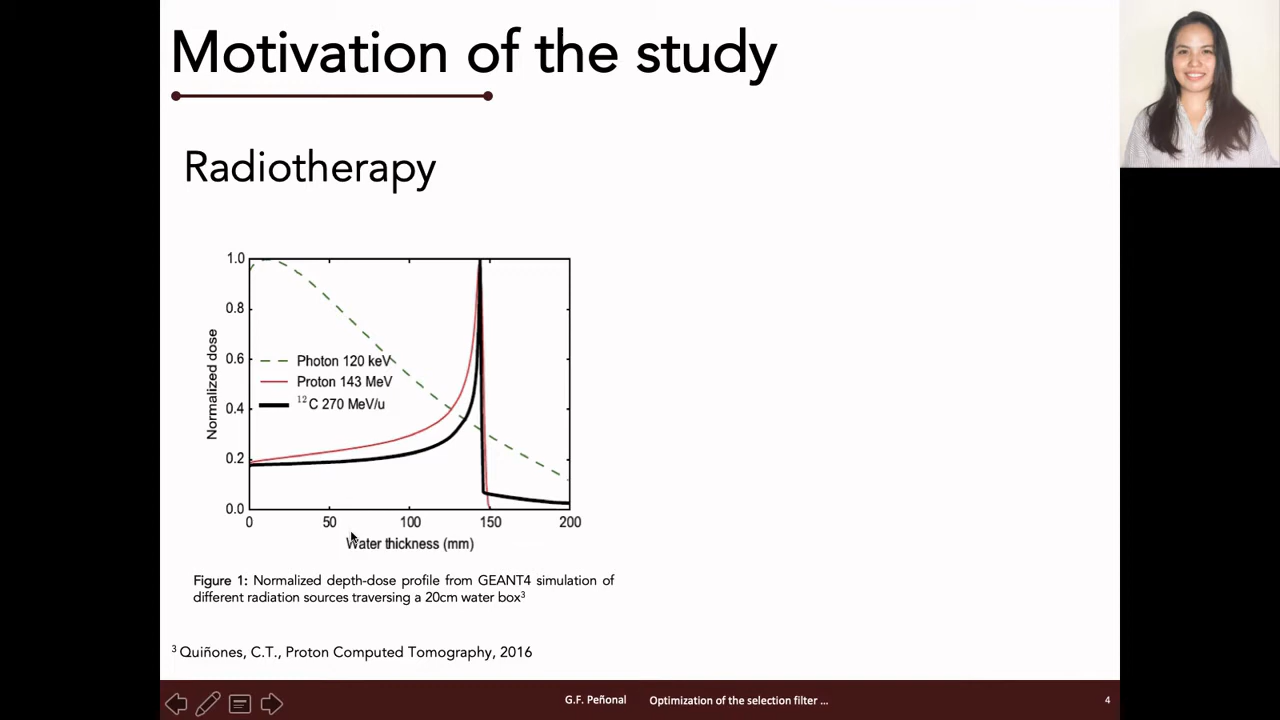 Motivation of the study
Radiotherapy
1.0
0.8
0.6
0.4
0.2
0.0
Normalized dose
Photon 120 keV
Proton 143 MeV
¹²C 270 MeV/u
0 50 100 150 200
Water thickness (mm)
Figure 1: Normalized depth-dose profile from GEANT4 simulation of
different radiation sources traversing a 20cm water box³
³ Quiñones, C.T., Proton Computed Tomography, 2016
G.F. Peñonal Optimization of the selection filter ... 4